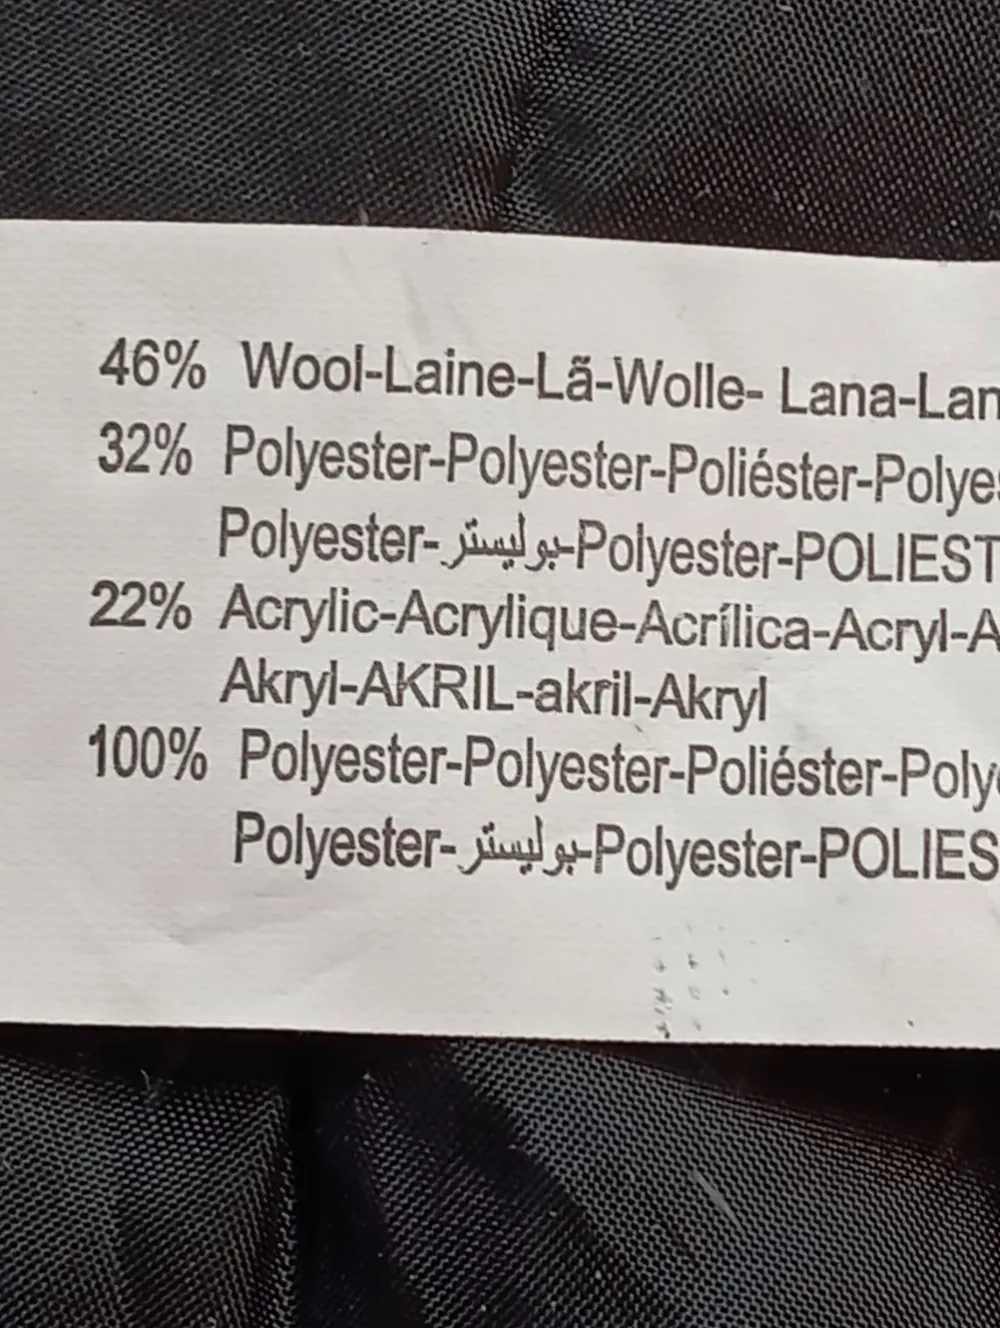 46% Wool-Laine-Lã-Wolle- Lana-Lan
32% Polyester-Polyester-Poliéster-Polyes
Polyester-بوليستر-Polyester-POLIEST
22% Acrylic-Acrylique-Acrílica-Acryl-A
Akryl-AKRIL-akril-Akryl
100% Polyester-Polyester-Poliéster-Polye
Polyester-بوليستر-Polyester-POLIES